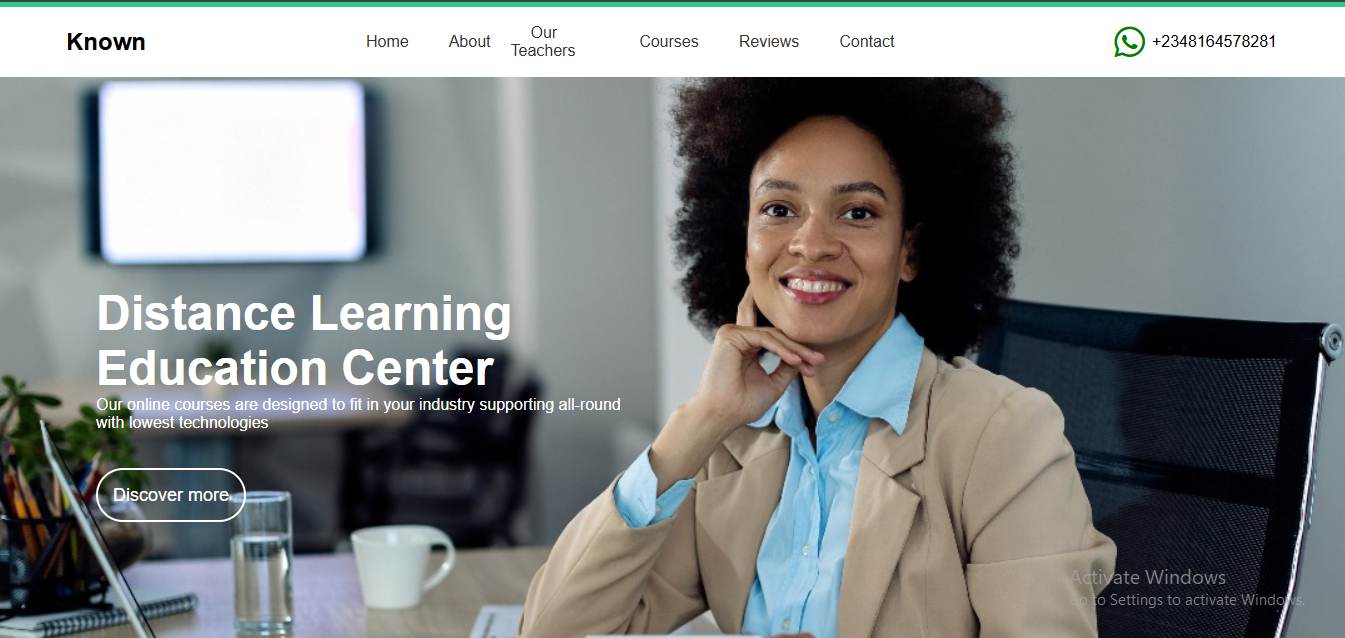 Known
Home
About
Our
Teachers
Courses
Reviews
Contact
+2348164578281
Distance Learning
Education Center
Our online courses are designed to fit in your industry supporting all-round
with lowest technologies
Discover more
Activate Windows
Go to Settings to activate Windows.